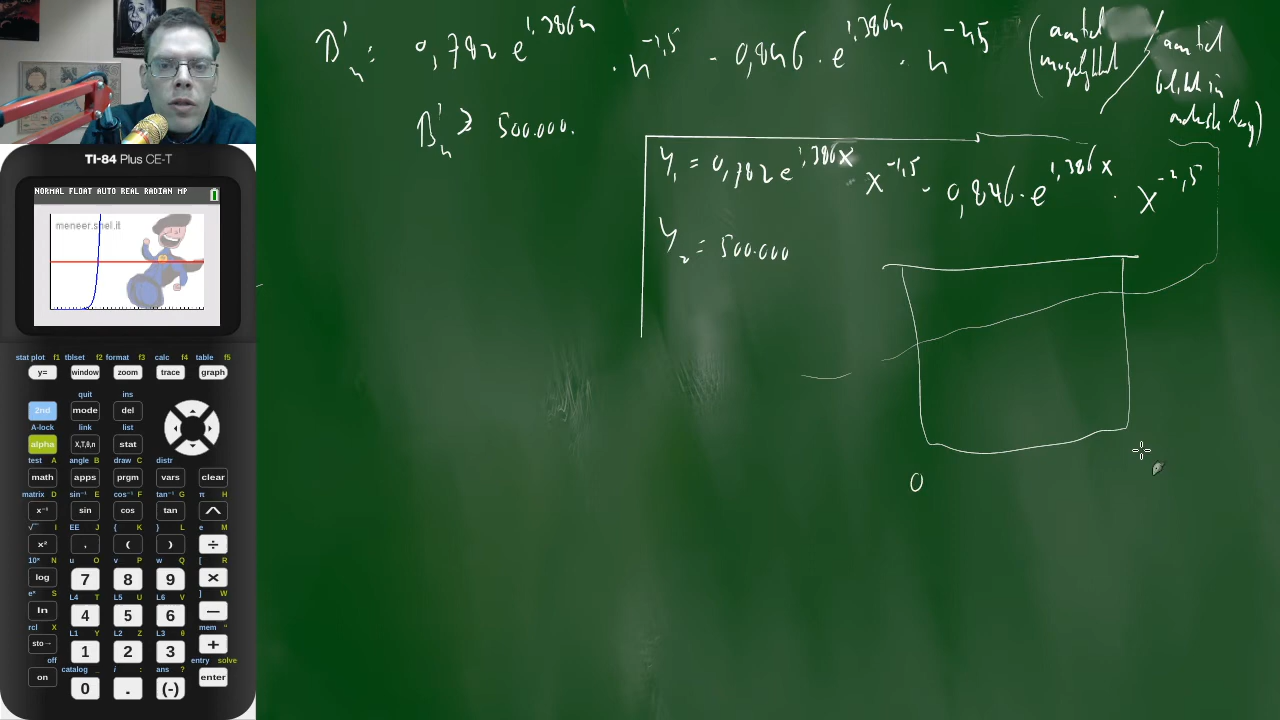 B'ₙ = 0,782 e^1,386n · n^-1,5 - 0,846 · e^1,386n · n^-2,5 (aantal mogelijkh / aantal in)
B'ₙ ≥ 500.000.
y₁ = 0,782 e^1,386x x^-1,5 - 0,846 · e^1,386x · x^-2,5
y₂ = 500.000
0
TI-84 Plus CE-T
NORMAL FLOAT AUTO REAL RADIAN MP
meneer.snel.it
stat plot f1 tblset f2 format f3 calc f4 table f5
y= window zoom trace graph
quit ins
2nd mode del
A-lock link list
alpha X,T,θ,n stat
test A angle B draw C distr
math apps prgm vars clear
matrix D sin⁻¹ E cos⁻¹ F tan⁻¹ G π H
x⁻¹ sin cos tan ^
√ I EE J { K } L e M
x² , ( ) ÷
10ˣ N u O v P w Q [ R
log 7 8 9 ×
eˣ S L4 T L5 U L6 V ] W
ln 4 5 6 −
rcl X L1 Y L2 Z L3 θ mem "
sto→ 1 2 3 +
off catalog _ i : ans ? entry solve
on 0 . (-) enter